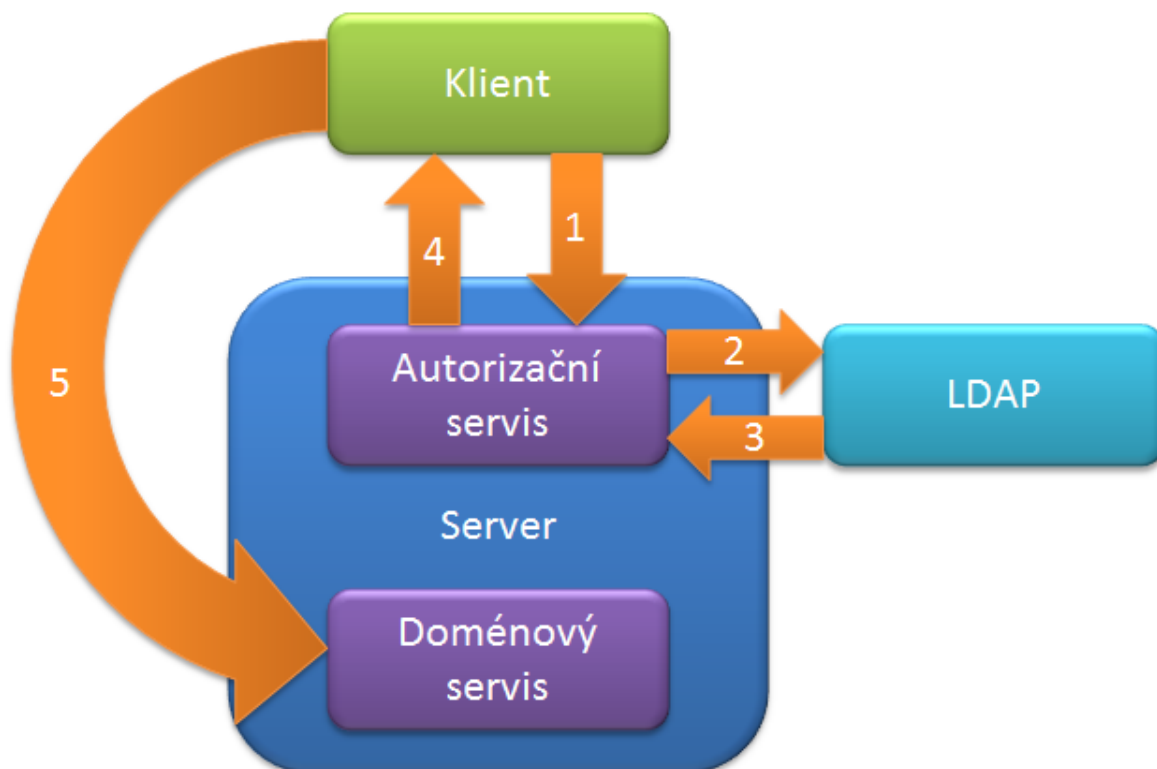 Klient
1
4
Autorizační
servis
2
LDAP
3
5
Server
Doménový
servis